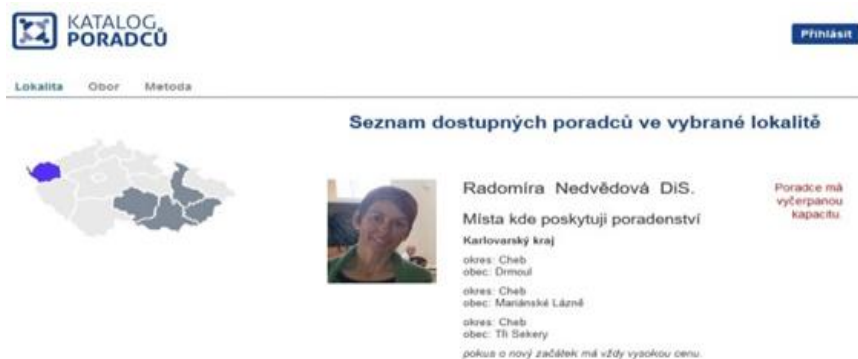 KATALOG
PORADCŮ
Přihlásit
Lokalita Obor Metoda
Seznam dostupných poradců ve vybrané lokalitě
Radomíra Nedvědová DiS.
Poradce má
vyčerpanou
kapacitu.
Místa kde poskytuji poradenství
Karlovarský kraj
okres: Cheb
obec: Drmoul
okres: Cheb
obec: Mariánské Lázně
okres: Cheb
obec: Tři Sekery
pokus o nový začátek má vždy vysokou cenu.